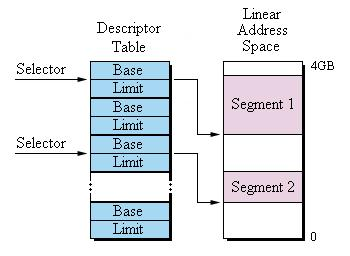 Descriptor
Table
Linear
Address
Space
Selector
Base
Limit
Base
Limit
Selector
Base
Limit
Base
Limit
4GB
Segment 1
Segment 2
0